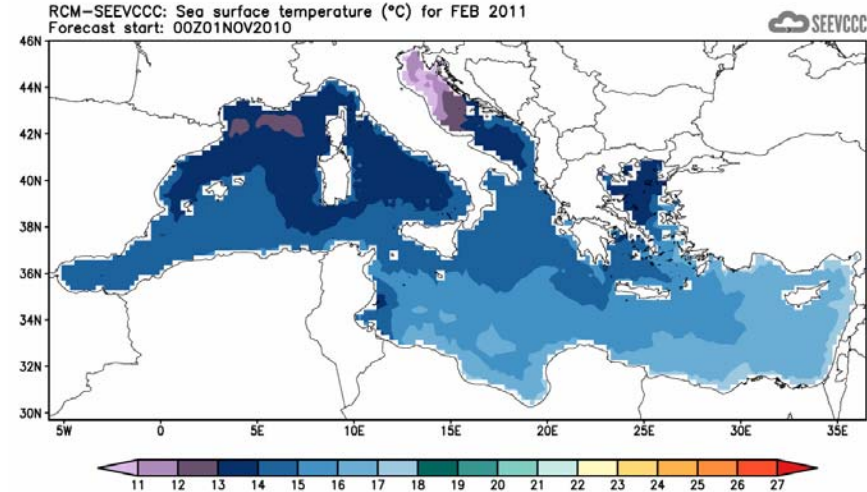 RCM-SEEVCCC: Sea surface temperature (°C) for FEB 2011
Forecast start: 00Z01NOV2010
SEEVCCC
46N
44N
42N
40N
38N
36N
34N
32N
30N
5W 0 5E 10E 15E 20E 25E 30E 35E
11 12 13 14 15 16 17 18 19 20 21 22 23 24 25 26 27